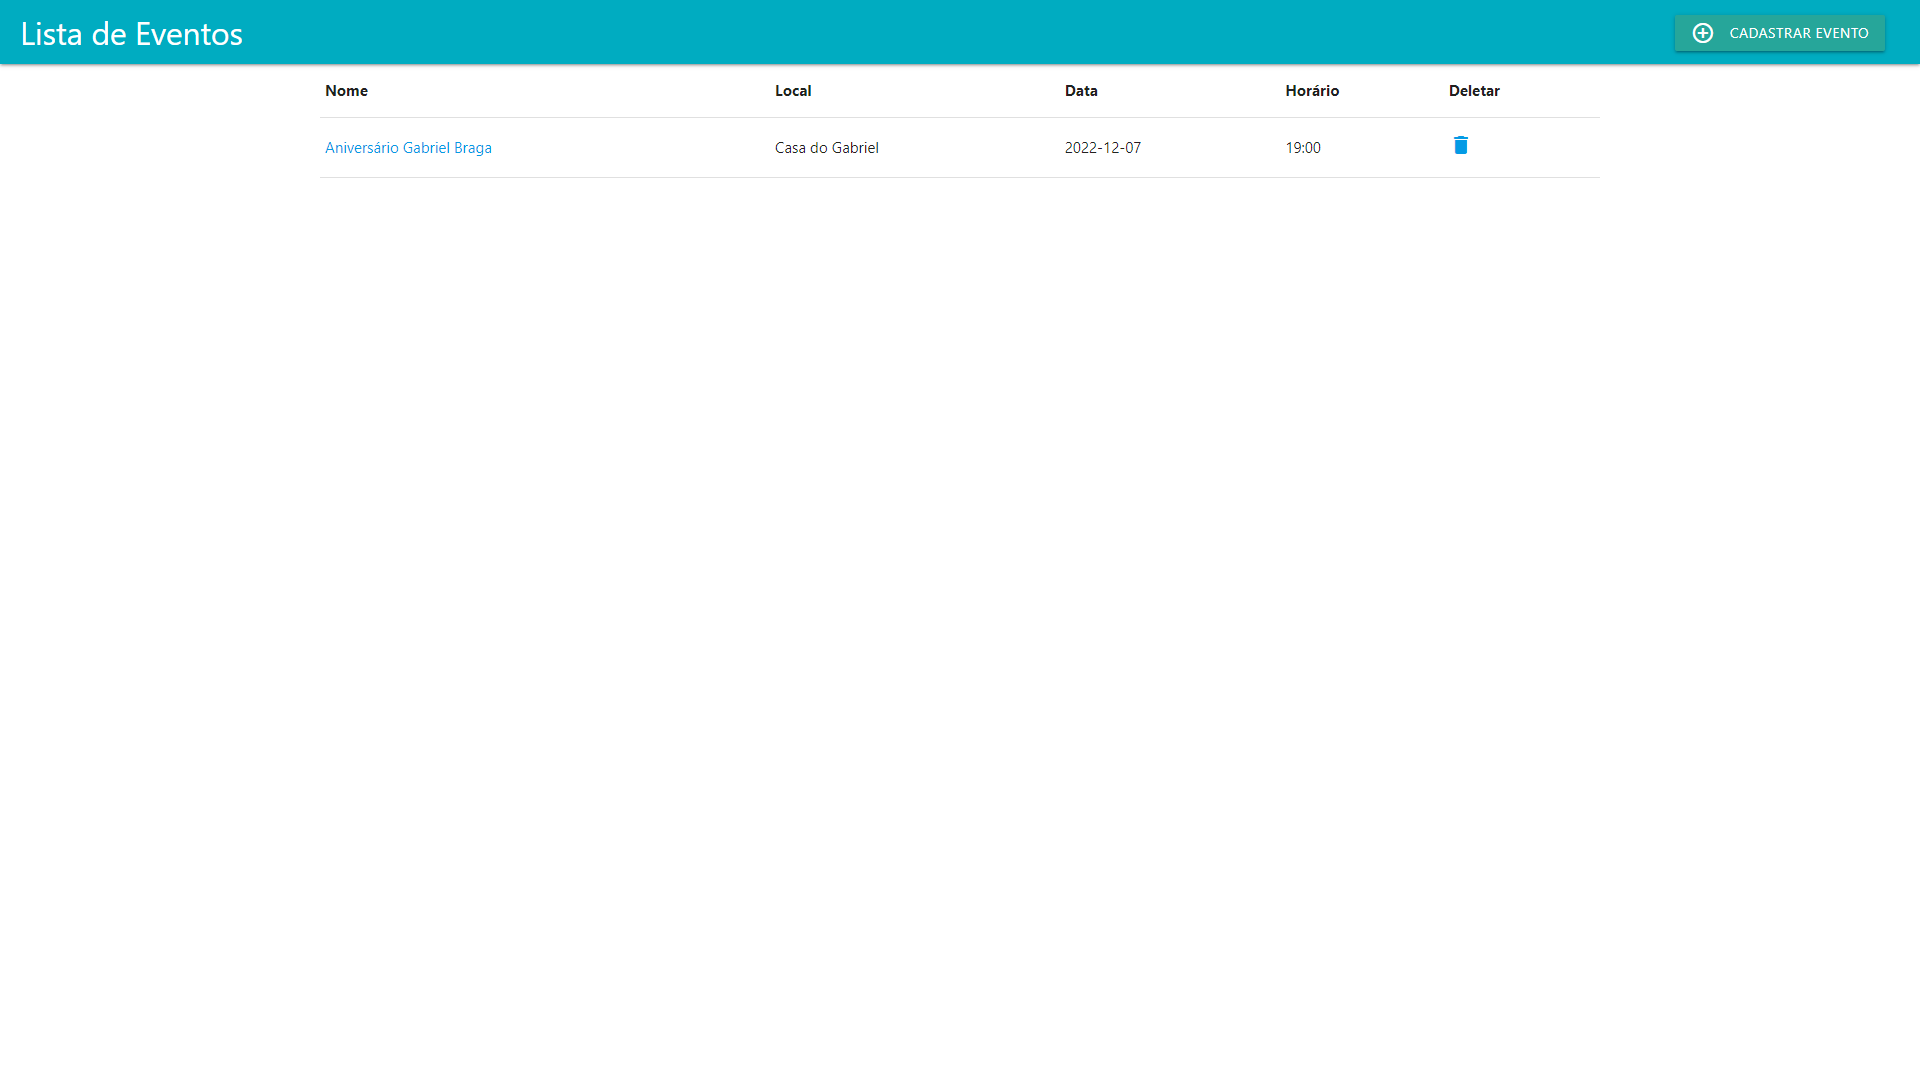 Lista de Eventos
CADASTRAR EVENTO
Nome Local Data Horário Deletar
Aniversário Gabriel Braga Casa do Gabriel 2022-12-07 19:00